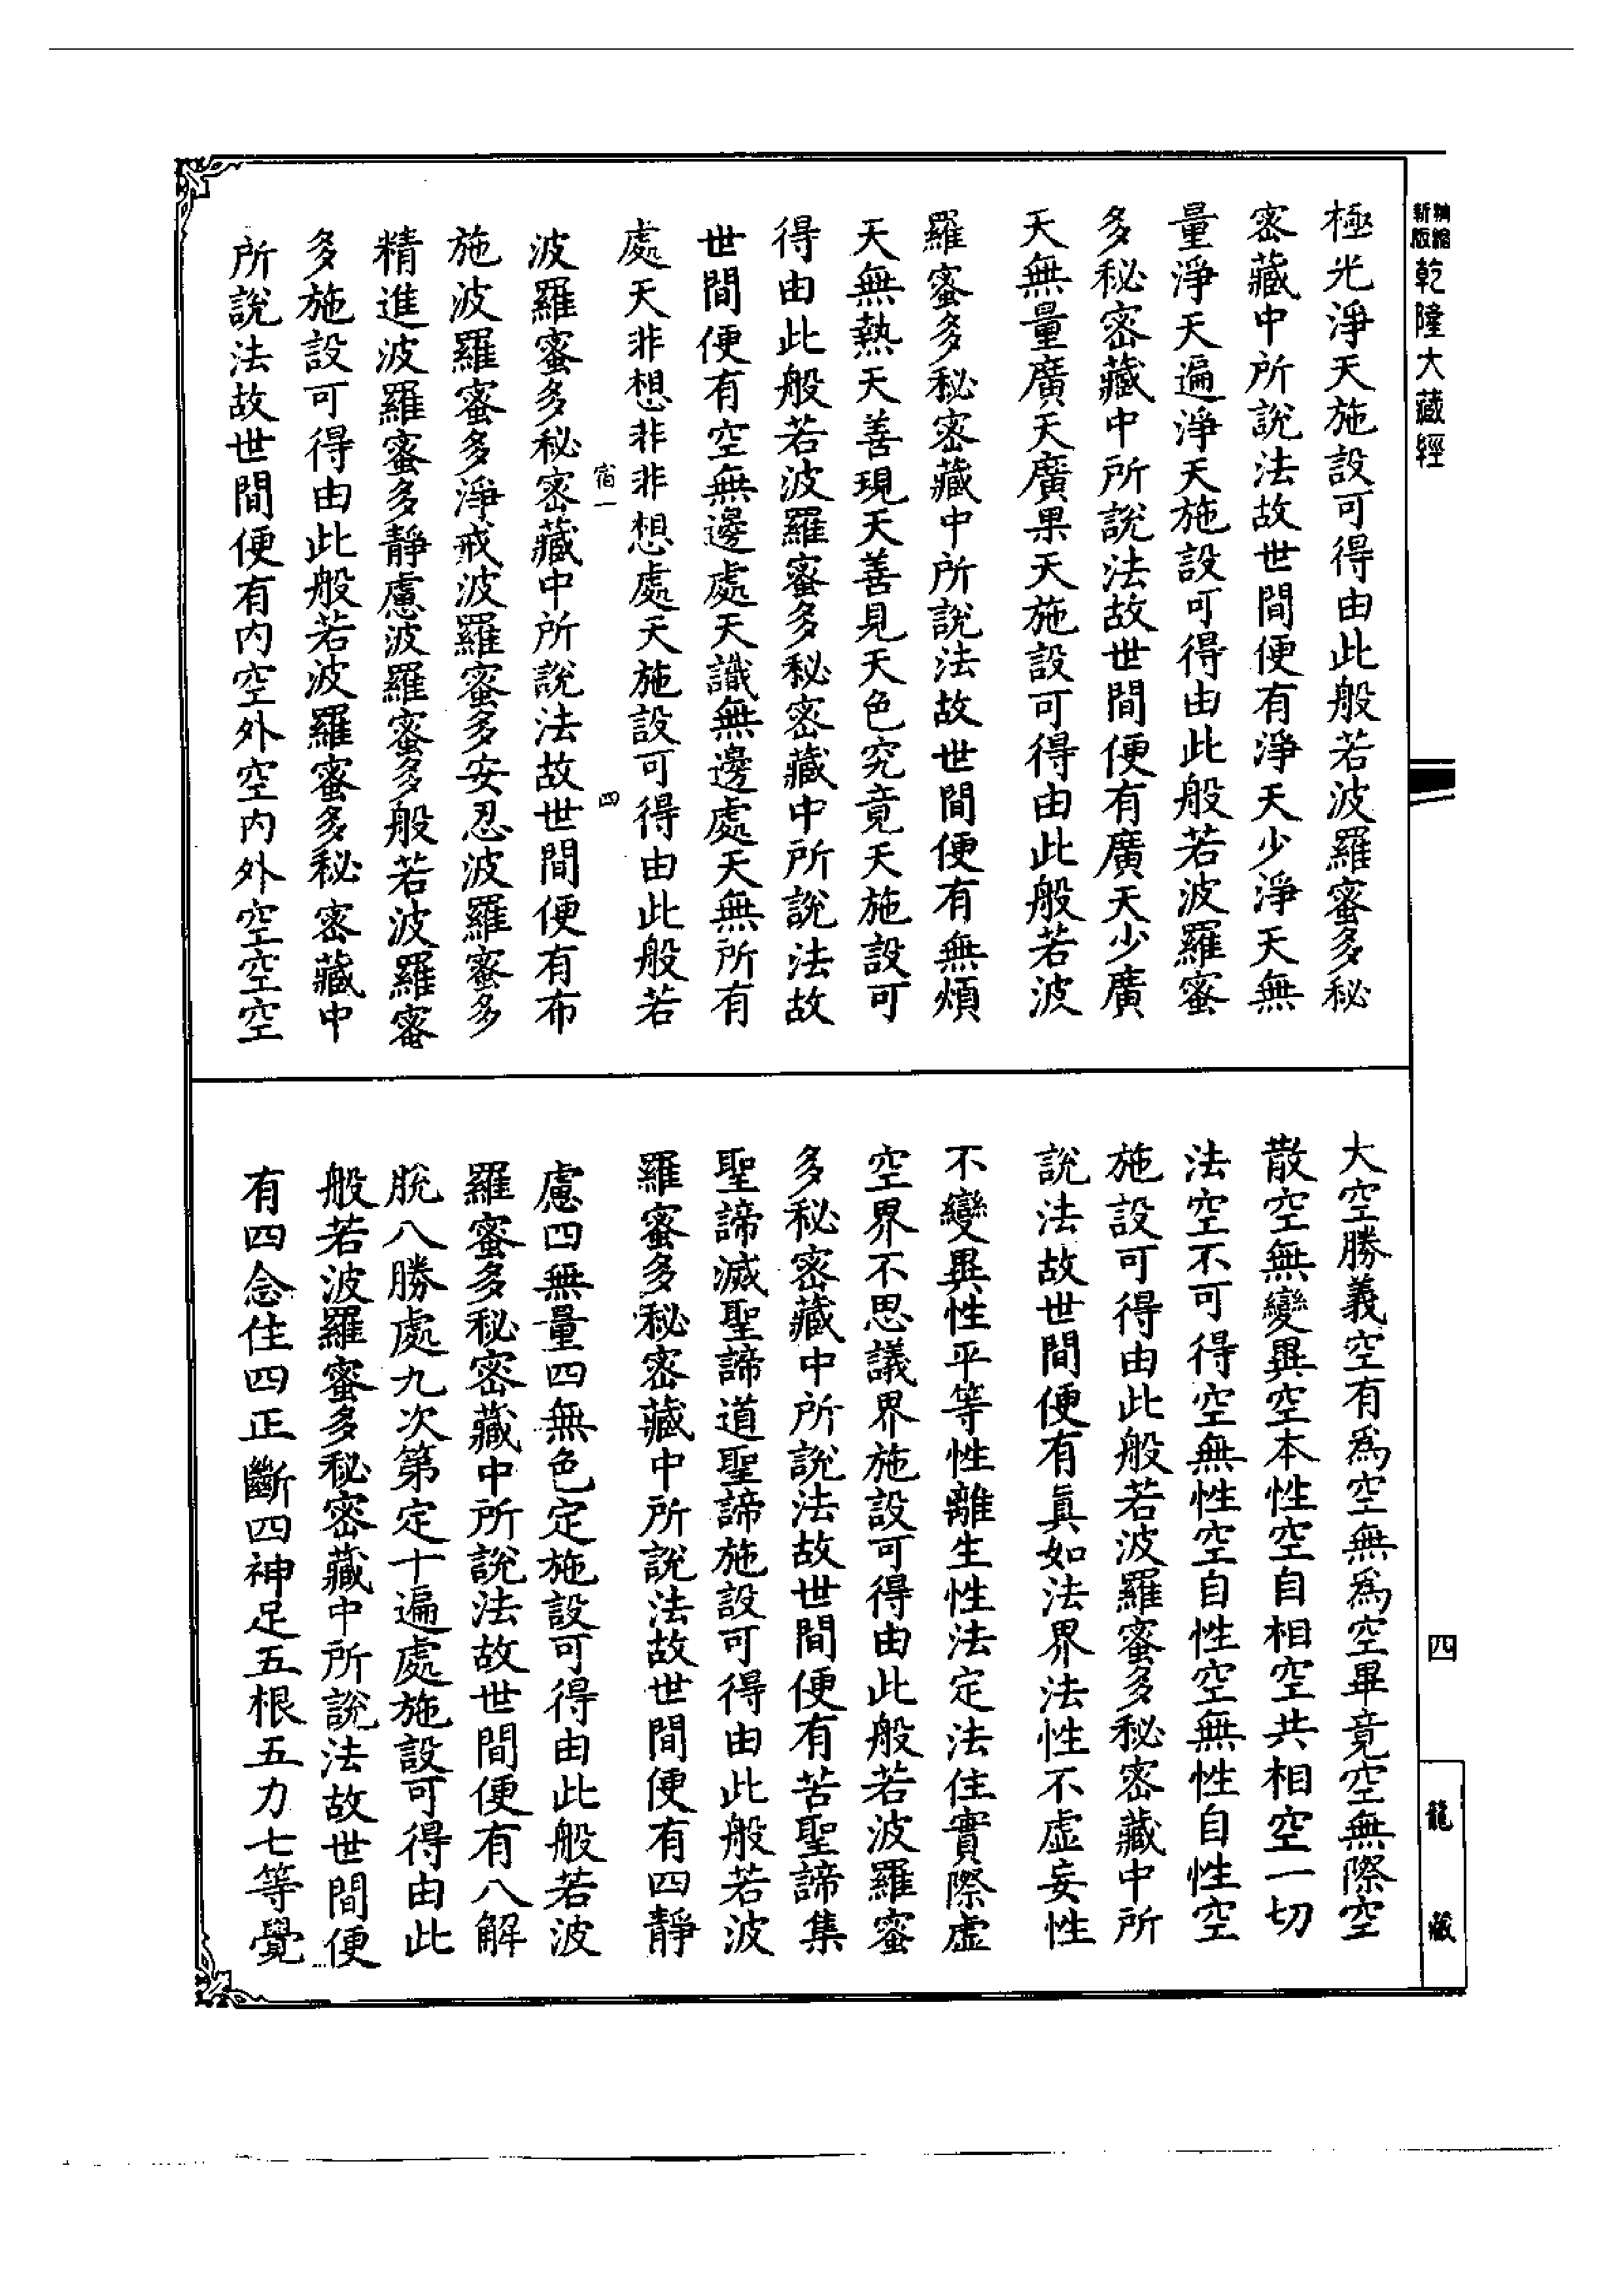 精縮新版乾隆大藏經
四
龍藏
極光淨天施設可得由此般若波羅蜜多秘
密藏中所說法故世間便有淨天少淨天無
量淨天遍淨天施設可得由此般若波羅蜜
多秘密藏中所說法故世間便有廣天少廣
天無量廣天廣果天施設可得由此般若波
羅蜜多秘密藏中所說法故世間便有無煩
天無熱天善現天善見天色究竟天施設可
得由此般若波羅蜜多秘密藏中所說法故
世間便有空無邊處天識無邊處天無所有
處天非想非非想處天施設可得由此般若
宿一 四
波羅蜜多秘密藏中所說法故世間便有布
施波羅蜜多淨戒波羅蜜多安忍波羅蜜多
精進波羅蜜多靜慮波羅蜜多般若波羅蜜
多施設可得由此般若波羅蜜多秘密藏中
所說法故世間便有內空外空內外空空空
大空勝義空有為空無為空畢竟空無際空
散空無變異空本性空自相空共相空一切
法空不可得空無性空自性空無性自性空
施設可得由此般若波羅蜜多秘密藏中所
說法故世間便有真如法界法性不虛妄性
不變異性平等性離生性法定法住實際虛
空界不思議界施設可得由此般若波羅蜜
多秘密藏中所說法故世間便有苦聖諦集
聖諦滅聖諦道聖諦施設可得由此般若波
羅蜜多秘密藏中所說法故世間便有四靜
慮四無量四無色定施設可得由此般若波
羅蜜多秘密藏中所說法故世間便有八解
脫八勝處九次第定十遍處施設可得由此
般若波羅蜜多秘密藏中所說法故世間便
有四念住四正斷四神足五根五力七等覺